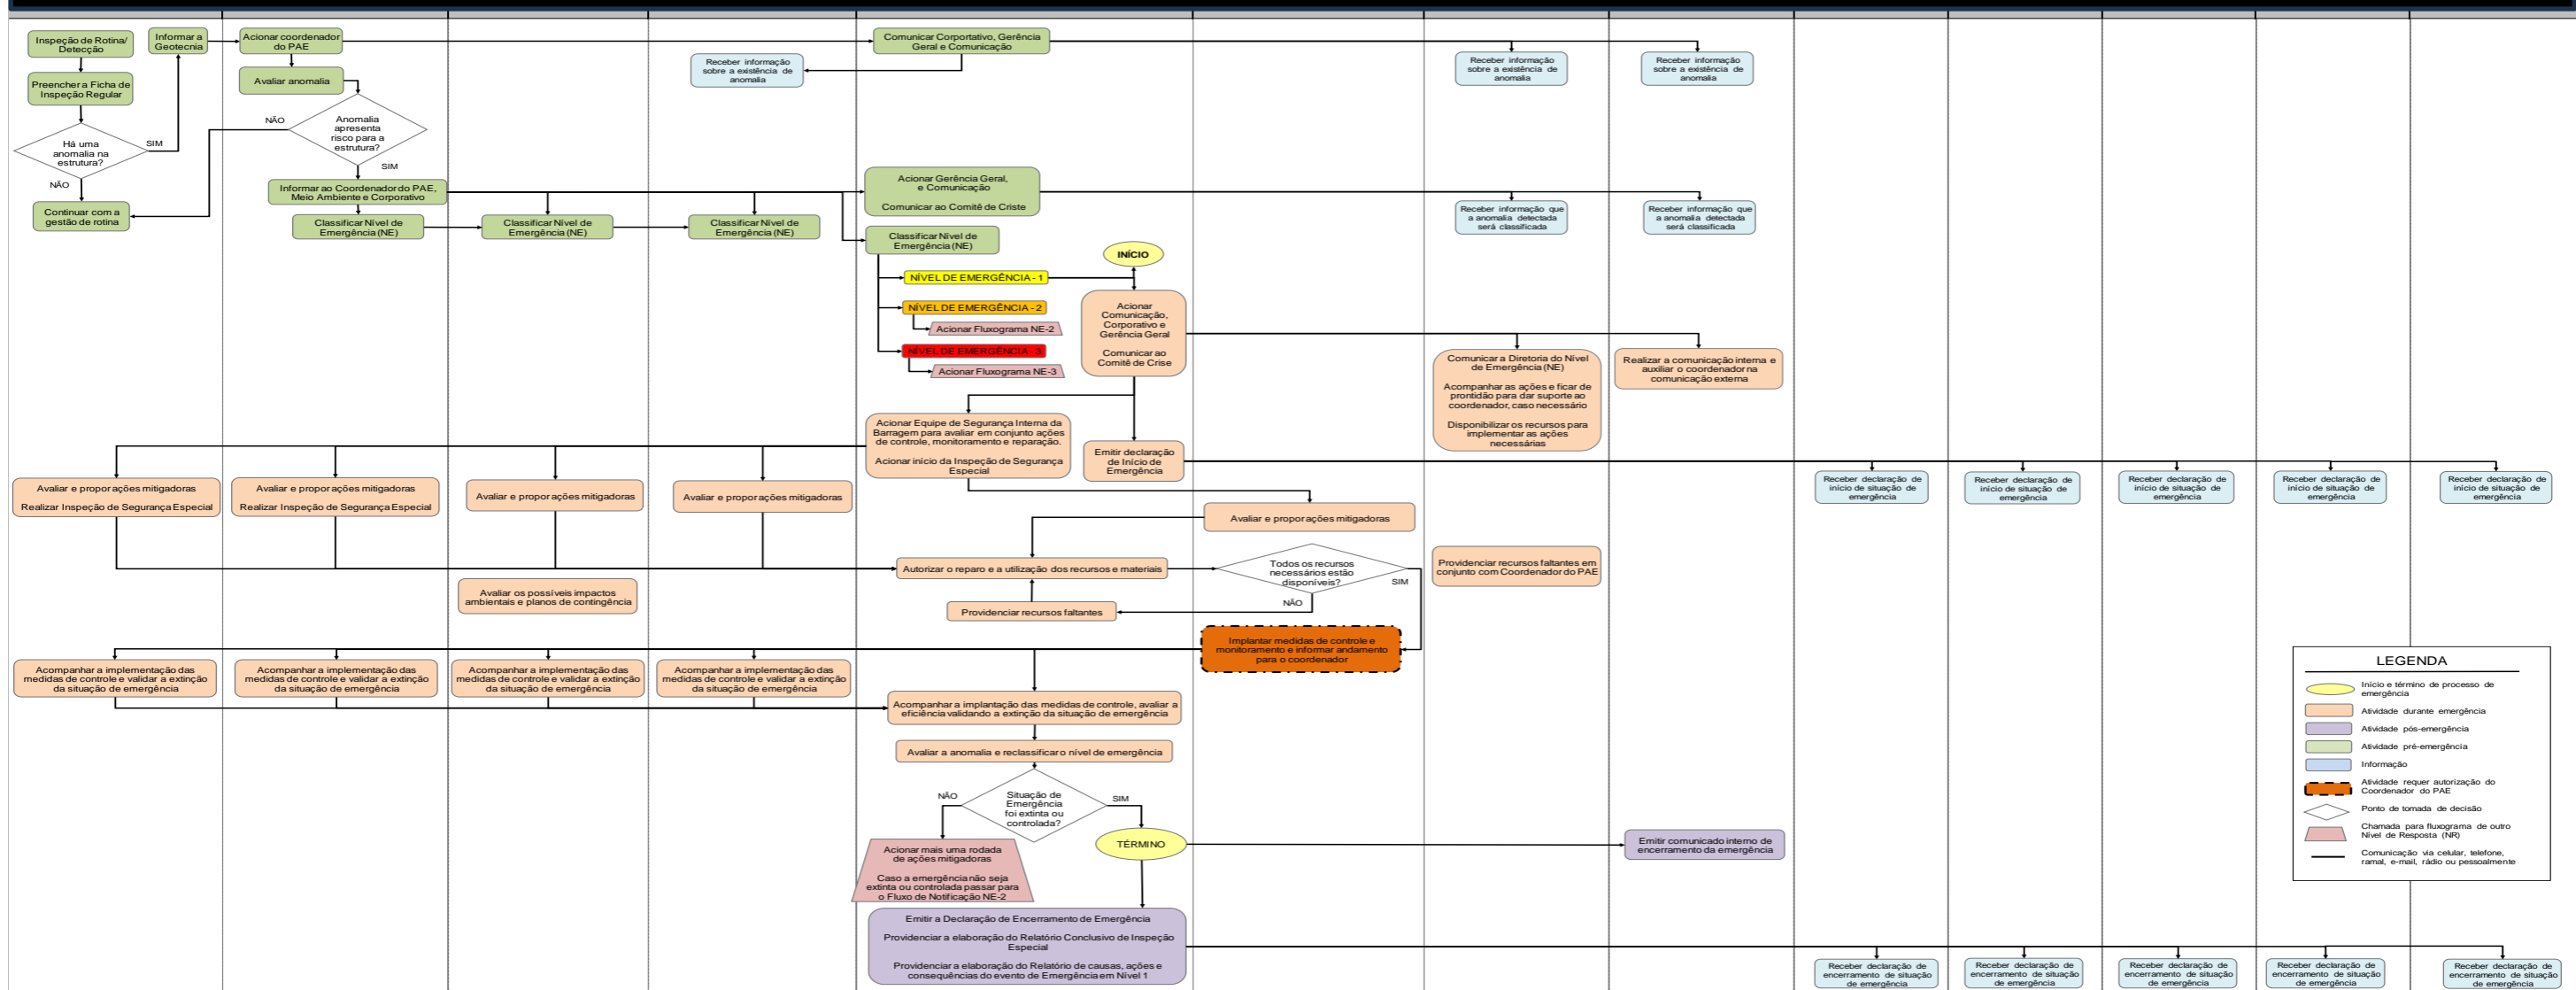 Inspeção de Rotina/
Detecção
Informar a
Geotecnia
Acionar coordenador
do PAE
Comunicar Corportativo, Gerência
Geral e Comunicação
Preencher a Ficha de
Inspeção Regular
Avaliar anomalia
Receber informação
sobre a existência de
anomalia
Receber informação
sobre a existência de
anomalia
Receber informação
sobre a existência de
anomalia
Há uma
anomalia na
estrutura?
SIM
NÃO
NÃO
Anomalia
apresenta
risco para a
estrutura?
SIM
Continuar com a
gestão de rotina
Informar ao Coordenador do PAE,
Meio Ambiente e Corporativo
Acionar Gerência Geral,
e Comunicação
Comunicar ao Comitê de Criste
Classificar Nível de
Emergência (NE)
Classificar Nível de
Emergência (NE)
Classificar Nível de
Emergência (NE)
Classificar Nível de
Emergência (NE)
Receber informação que
a anomalia detectada
será classificada
Receber informação que
a anomalia detectada
será classificada
INÍCIO
NÍVEL DE EMERGÊNCIA - 1
NÍVEL DE EMERGÊNCIA - 2
Acionar Fluxograma NE-2
NÍVEL DE EMERGÊNCIA - 3
Acionar Fluxograma NE-3
Acionar
Comunicação,
Corporativo e
Gerência Geral
Comunicar ao
Comitê de Crise
Comunicar a Diretoria do Nível
de Emergência (NE)
Acompanhar as ações e ficar de
prontidão para dar suporte ao
coordenador, caso necessário
Disponibilizar os recursos para
implementar as ações
necessárias
Realizar a comunicação interna e
auxiliar o coordenador na
comunicação externa
Acionar Equipe de Segurança Interna da
Barragem para avaliar em conjunto ações
de controle, monitoramento e reparação.
Acionar início da Inspeção de Segurança
Especial
Emitir declaração
de Início de
Emergência
Avaliar e propor ações mitigadoras
Realizar Inspeção de Segurança Especial
Avaliar e propor ações mitigadoras
Realizar Inspeção de Segurança Especial
Avaliar e propor ações mitigadoras
Avaliar e propor ações mitigadoras
Receber declaração de
início de situação de
emergência
Receber declaração de
início de situação de
emergência
Receber declaração de
início de situação de
emergência
Receber declaração de
início de situação de
emergência
Receber declaração de
início de situação de
emergência
Avaliar e propor ações mitigadoras
Autorizar o reparo e a utilização dos recursos e materiais
Todos os recursos
necessários estão
disponíveis?
SIM
NÃO
Providenciar recursos faltantes em
conjunto com Coordenador do PAE
Avaliar os possíveis impactos
ambientais e planos de contingência
Providenciar recursos faltantes
Implantar medidas de controle e
monitoramento e informar andamento
para o coordenador
Acompanhar a implementação das
medidas de controle e validar a extinção
da situação de emergência
Acompanhar a implementação das
medidas de controle e validar a extinção
da situação de emergência
Acompanhar a implementação das
medidas de controle e validar a extinção
da situação de emergência
Acompanhar a implementação das
medidas de controle e validar a extinção
da situação de emergência
Acompanhar a implantação das medidas de controle, avaliar a
eficiência validando a extinção da situação de emergência
Avaliar a anomalia e reclassificar o nível de emergência
NÃO
Situação de
Emergência
foi extinta ou
controlada?
SIM
Acionar mais uma rodada
de ações mitigadoras
Caso a emergência não seja
extinta ou controlada passar para
o Fluxo de Notificação NE-2
TÉRMINO
Emitir comunicado interno de
encerramento da emergência
Emitir a Declaração de Encerramento de Emergência
Providenciar a elaboração do Relatório Conclusivo de Inspeção
Especial
Providenciar a elaboração do Relatório de causas, ações e
consequências do evento de Emergência em Nível 1
Receber declaração de
encerramento de situação
de emergência
Receber declaração de
encerramento de situação
de emergência
Receber declaração de
encerramento de situação
de emergência
Receber declaração de
encerramento de situação
de emergência
Receber declaração de
encerramento de situação
de emergência
LEGENDA
Início e término de processo de
emergência
Atividade durante emergência
Atividade pós-emergência
Atividade pré-emergência
Informação
Atividade requer autorização do
Coordenador do PAE
Ponto de tomada de decisão
Chamada para fluxograma de outro
Nível de Resposta (NR)
Comunicação via celular, telefone,
ramal, e-mail, rádio ou pessoalmente